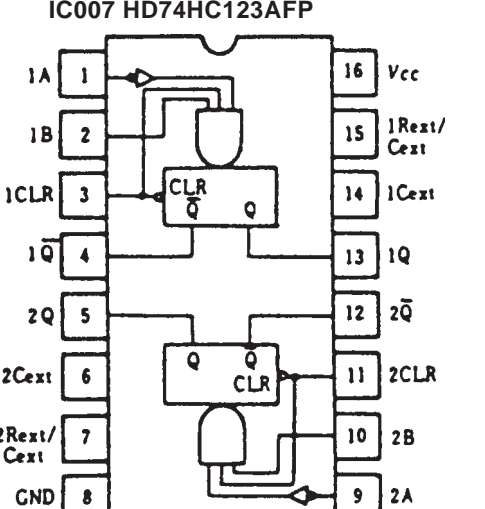 IC007 HD74HC123AFP
1A 1
16 Vcc
1B 2
15 1Rext/
Cext
1CLR 3
14 1Cext
CLR
Q̅ Q
1Q̅ 4
13 1Q
2Q 5
12 2Q̅
Q Q̅
CLR
2Cext 6
11 2CLR
2Rext/ 7
Cext
10 2B
GND 8
9 2A